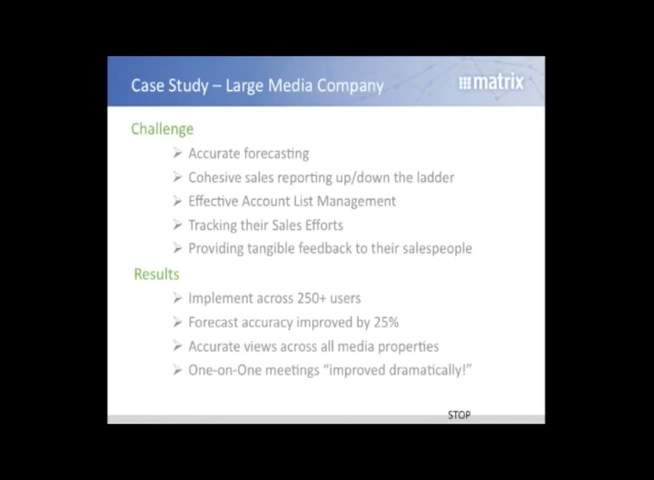 Case Study – Large Media Company
matrix
Challenge
Accurate forecasting
Cohesive sales reporting up/down the ladder
Effective Account List Management
Tracking their Sales Efforts
Providing tangible feedback to their salespeople
Results
Implement across 250+ users
Forecast accuracy improved by 25%
Accurate views across all media properties
One-on-One meetings “improved dramatically!”
STOP